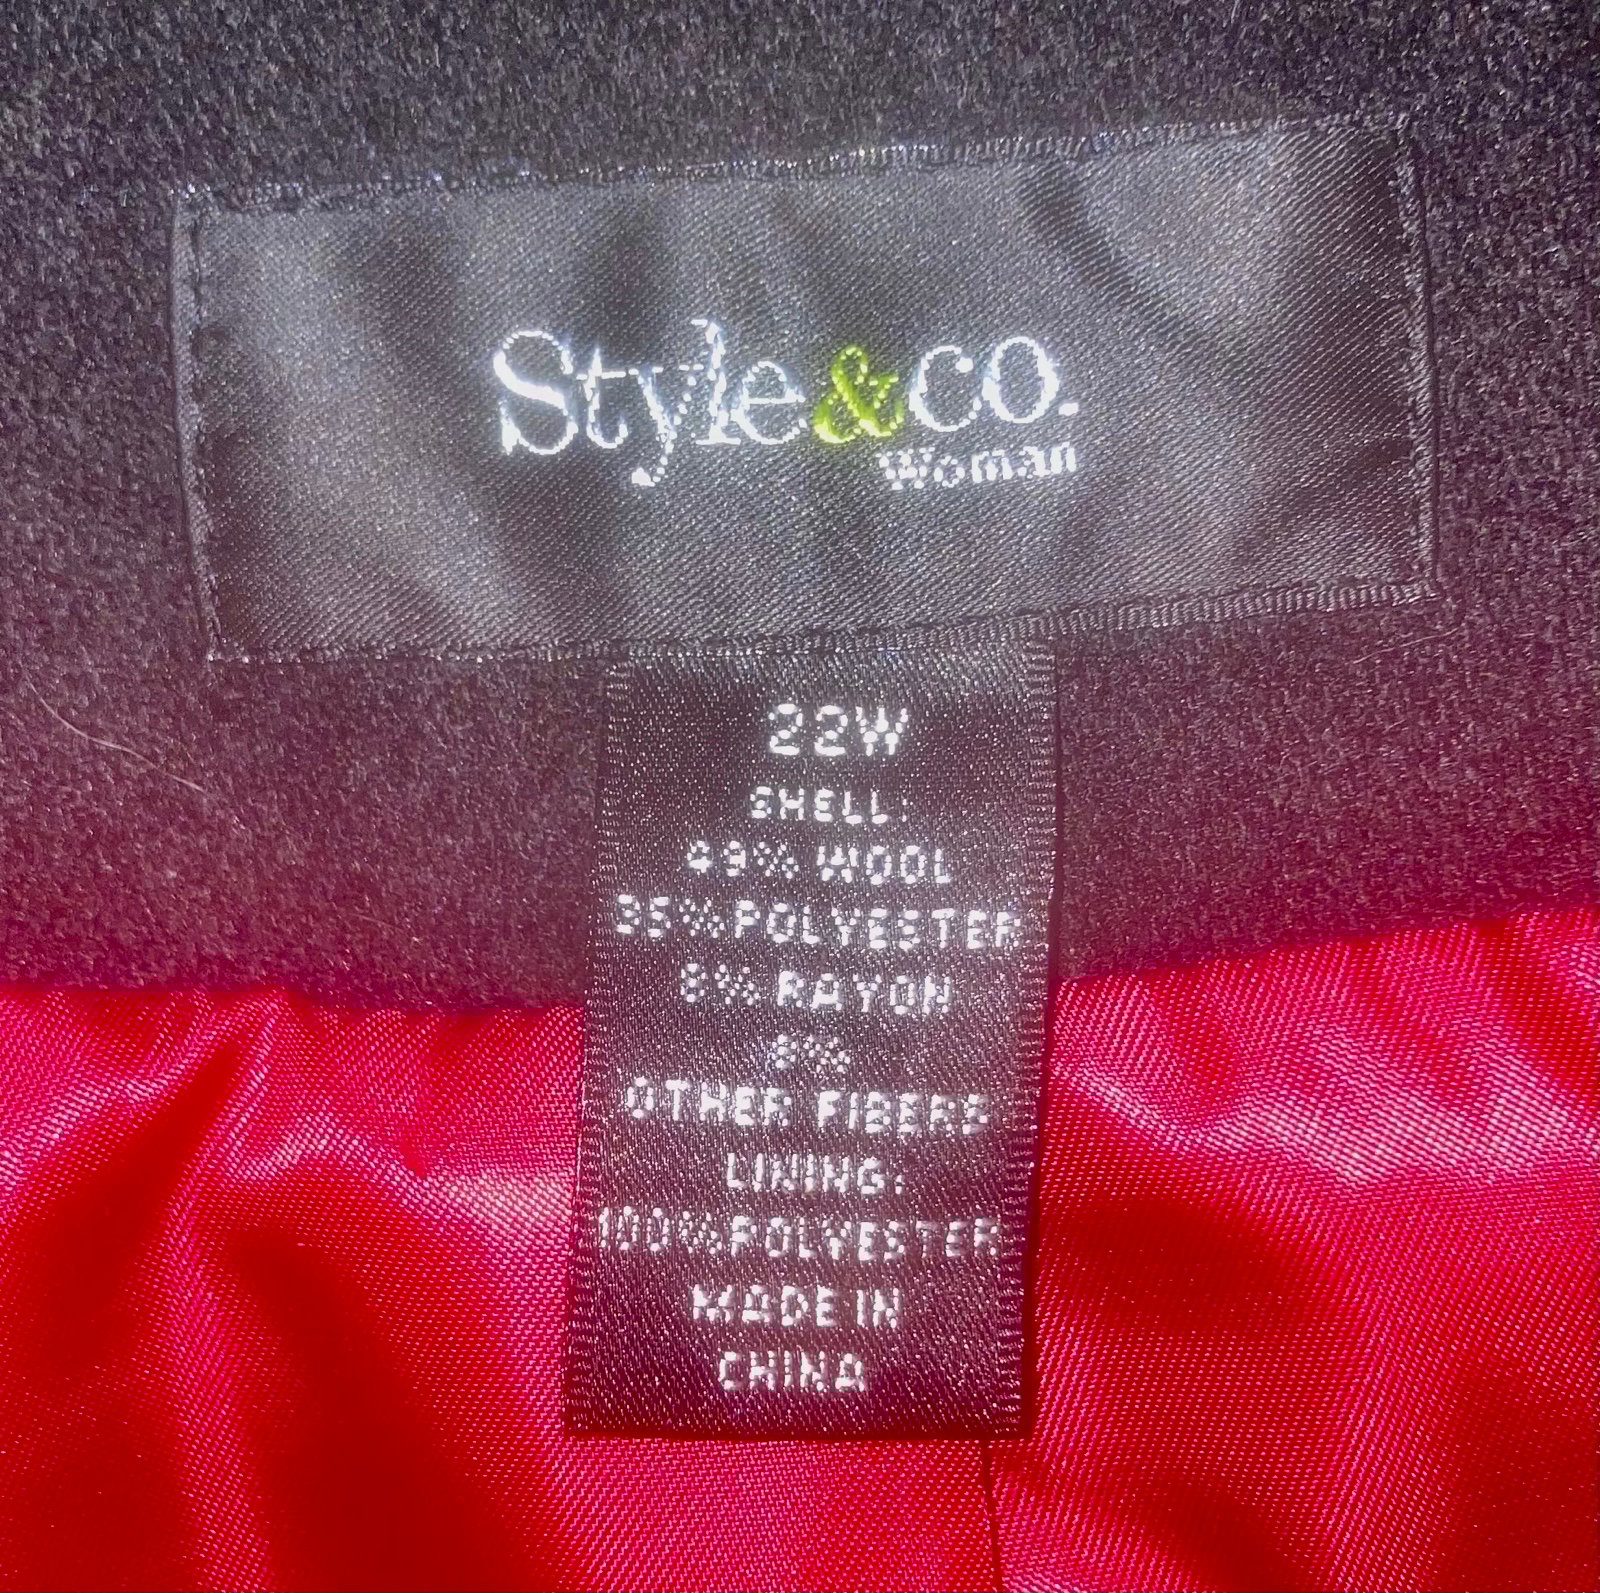 Style&co.
Woman
22W
SHELL:
49% WOOL
35% POLYESTER
8% RAYON
8%
OTHER FIBERS
LINING:
100% POLYESTER
MADE IN
CHINA